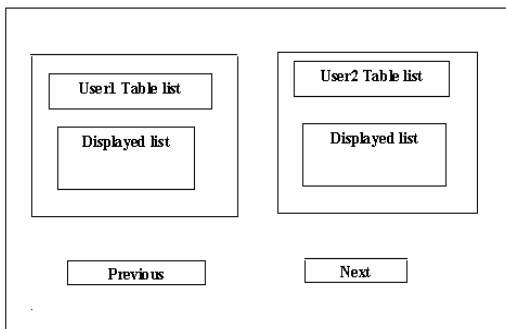 User1 Table list
Displayed list
User2 Table list
Displayed list
Previous
Next